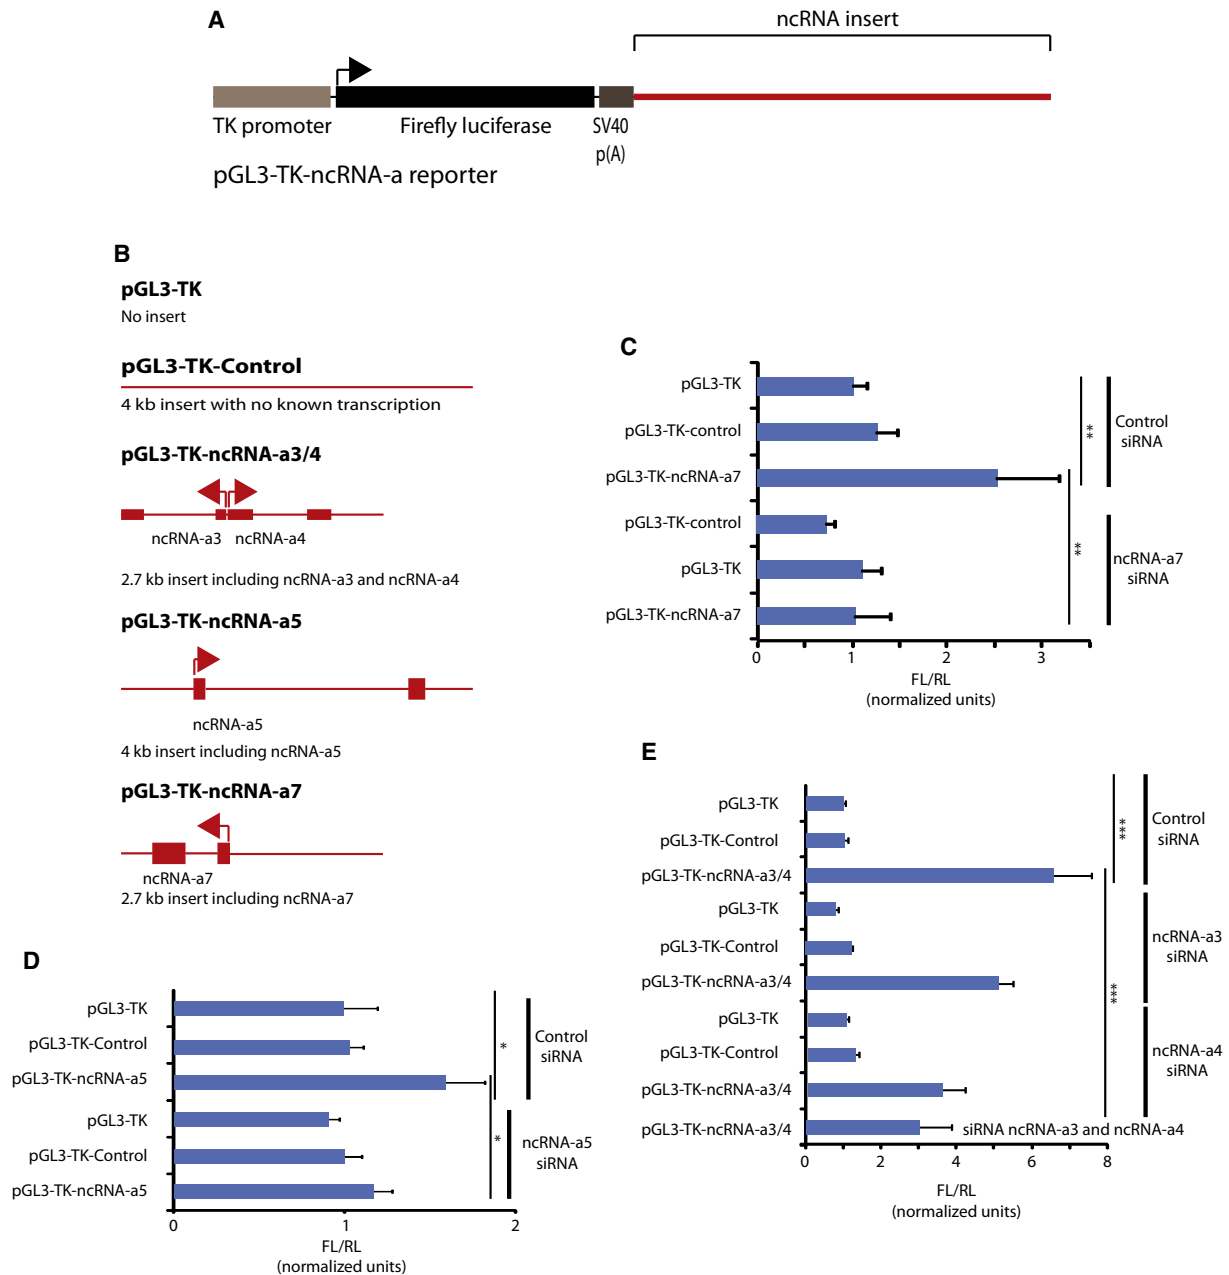 A
ncRNA insert
TK promoter
Firefly luciferase
SV40
p(A)
pGL3-TK-ncRNA-a reporter
B
pGL3-TK
No insert
pGL3-TK-Control
4 kb insert with no known transcription
pGL3-TK-ncRNA-a3/4
ncRNA-a3
ncRNA-a4
2.7 kb insert including ncRNA-a3 and ncRNA-a4
pGL3-TK-ncRNA-a5
ncRNA-a5
4 kb insert including ncRNA-a5
pGL3-TK-ncRNA-a7
ncRNA-a7
2.7 kb insert including ncRNA-a7
C
pGL3-TK
pGL3-TK-control
pGL3-TK-ncRNA-a7
pGL3-TK-control
pGL3-TK
pGL3-TK-ncRNA-a7
**
**
Control
siRNA
ncRNA-a7
siRNA
0 1 2 3
FL/RL
(normalized units)
D
pGL3-TK
pGL3-TK-Control
pGL3-TK-ncRNA-a5
pGL3-TK
pGL3-TK-Control
pGL3-TK-ncRNA-a5
*
*
Control
siRNA
ncRNA-a5
siRNA
0 1 2
FL/RL
(normalized units)
E
pGL3-TK
pGL3-TK-Control
pGL3-TK-ncRNA-a3/4
pGL3-TK
pGL3-TK-Control
pGL3-TK-ncRNA-a3/4
pGL3-TK
pGL3-TK-Control
pGL3-TK-ncRNA-a3/4
pGL3-TK-ncRNA-a3/4
siRNA ncRNA-a3 and ncRNA-a4
***
***
Control
siRNA
ncRNA-a3
siRNA
ncRNA-a4
siRNA
0 2 4 6 8
FL/RL
(normalized units)